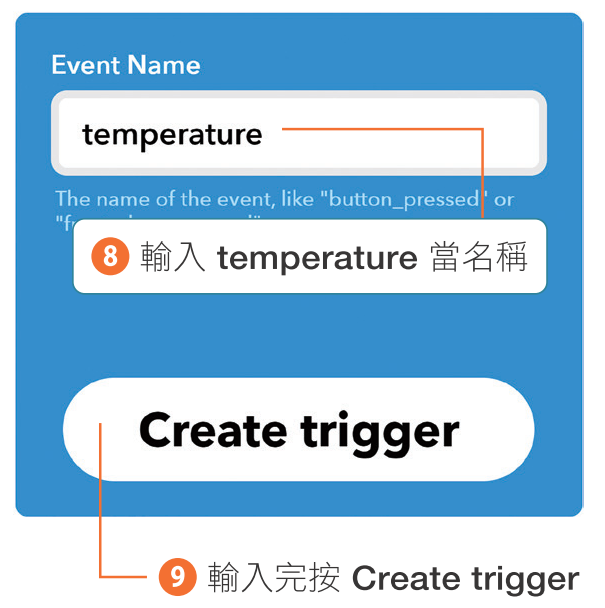 Event Name
temperature
The name of the event, like "button_pressed" or
8 輸入 temperature 當名稱
Create trigger
9 輸入完按 Create trigger